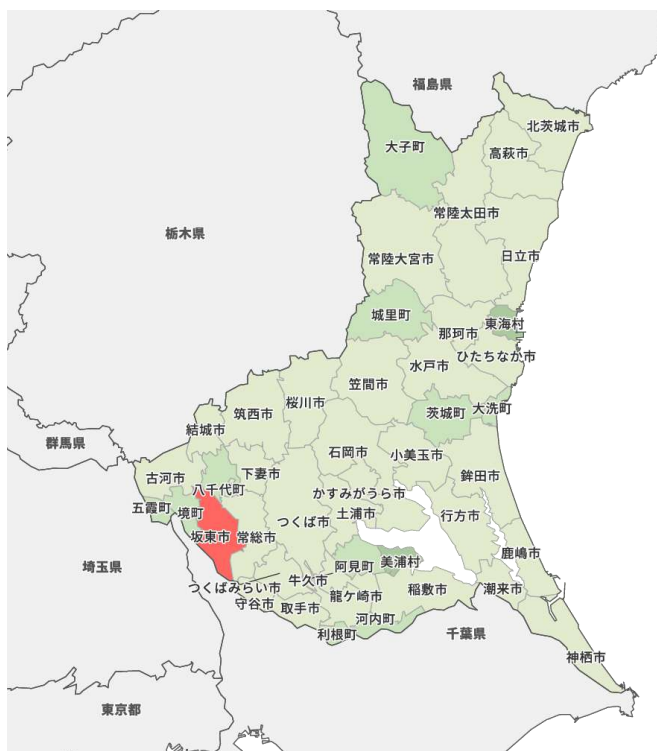 福島県
北茨城市
大子町
高萩市
常陸太田市
栃木県
常陸大宮市
日立市
城里町
東海村
那珂市
ひたちなか市
水戸市
笠間市
桜川市
筑西市
茨城町
大洗町
結城市
群馬県
石岡市
小美玉市
下妻市
古河市
鉾田市
八千代町
かすみがうら市
五霞町
境町
土浦市
行方市
つくば市
坂東市
常総市
鹿嶋市
美浦村
阿見町
埼玉県
牛久市
つくばみらい市
稲敷市
潮来市
龍ケ崎市
守谷市
取手市
河内町
利根町
千葉県
神栖市
東京都